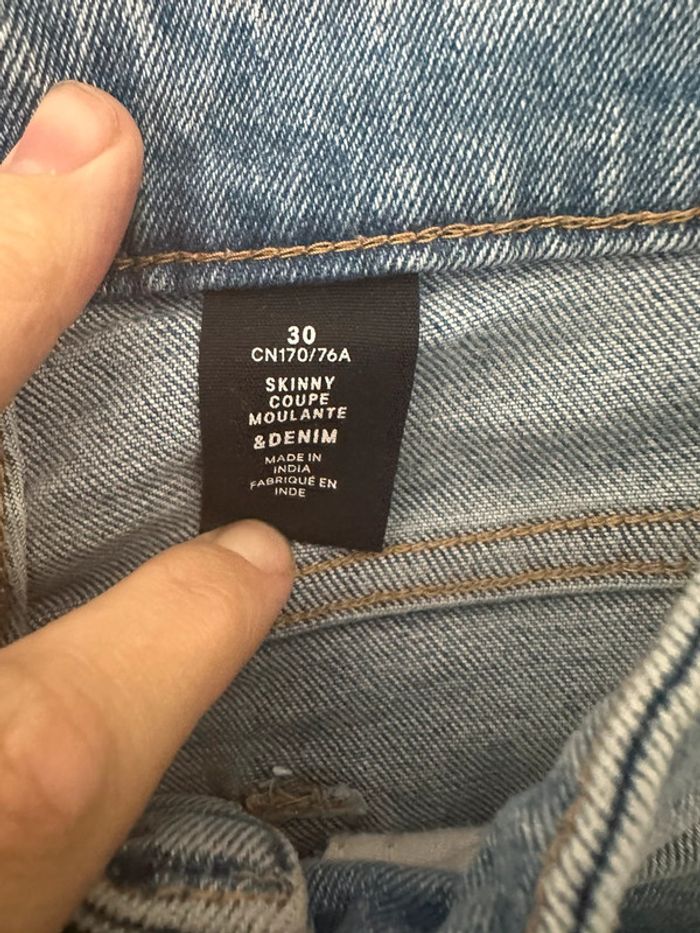 30
CN170/76A
SKINNY
COUPE
MOULANTE
&DENIM
MADE IN
INDIA
FABRIQUÉ EN
INDE